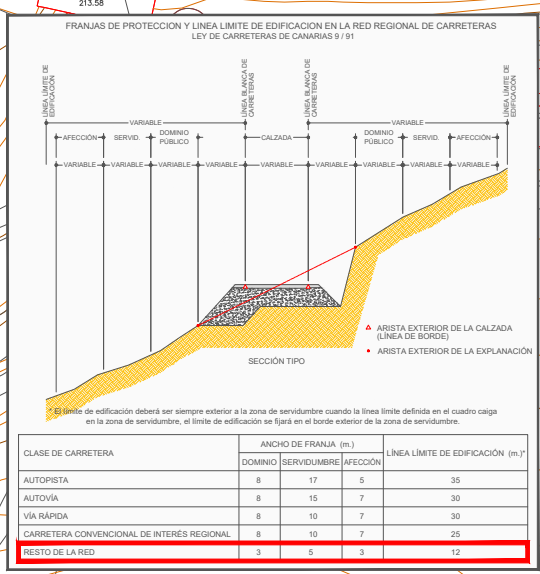 213.58
FRANJAS DE PROTECCION Y LINEA LIMITE DE EDIFICACION EN LA RED REGIONAL DE CARRETERAS
LEY DE CARRETERAS DE CANARIAS 9 / 91
LÍNEA LÍMITE DE EDIFICACIÓN
LÍNEA BLANCA DE CARRETERAS
LÍNEA BLANCA DE CARRETERAS
LÍNEA LÍMITE DE EDIFICACIÓN
VARIABLE VARIABLE
AFECCIÓN SERVID. DOMINIO PÚBLICO CALZADA DOMINIO PÚBLICO SERVID. AFECCIÓN
VARIABLE VARIABLE VARIABLE VARIABLE VARIABLE VARIABLE VARIABLE VARIABLE VARIABLE
ARISTA EXTERIOR DE LA CALZADA
(LÍNEA DE BORDE)
ARISTA EXTERIOR DE LA EXPLANACIÓN
SECCIÓN TIPO
* El límite de edificación deberá ser siempre exterior a la zona de servidumbre cuando la línea límite definida en el cuadro caiga
en la zona de servidumbre, el límite de edificación se fijará en el borde exterior de la zona de servidumbre.
CLASE DE CARRETERA ANCHO DE FRANJA (m.) LÍNEA LÍMITE DE EDIFICACIÓN (m.)*
DOMINIO SERVIDUMBRE AFECCIÓN
AUTOPISTA 8 17 5 35
AUTOVÍA 8 15 7 30
VÍA RÁPIDA 8 10 7 30
CARRETERA CONVENCIONAL DE INTERÉS REGIONAL 8 10 7 25
RESTO DE LA RED 3 5 3 12